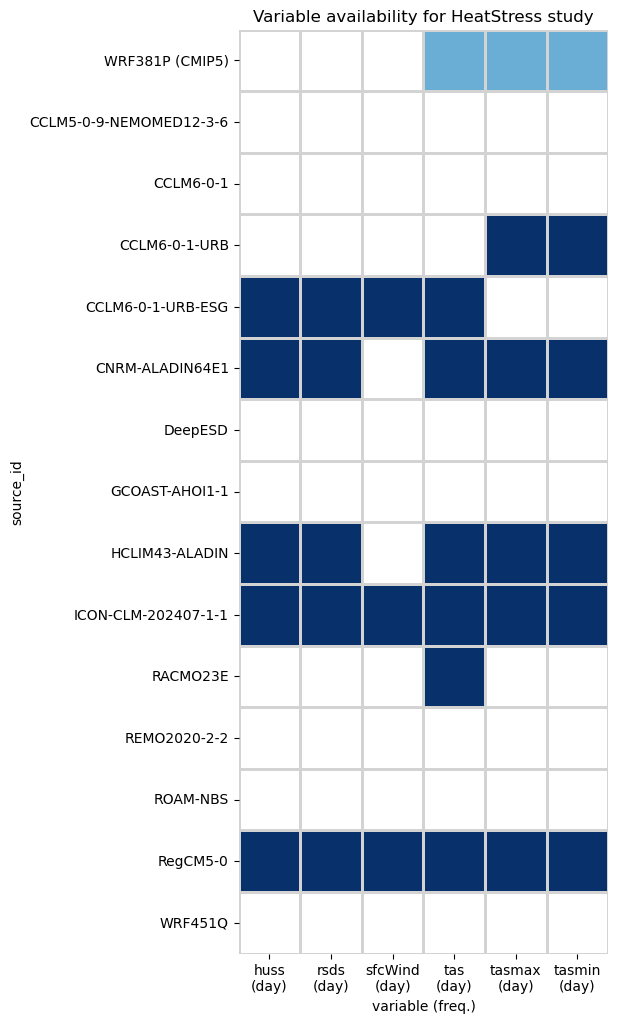 Variable availability for HeatStress study
WRF381P (CMIP5)
CCLM5-0-9-NEMOMED12-3-6
CCLM6-0-1
CCLM6-0-1-URB
CCLM6-0-1-URB-ESG
CNRM-ALADIN64E1
DeepESD
GCOAST-AHOI1-1
HCLIM43-ALADIN
ICON-CLM-202407-1-1
RACMO23E
REMO2020-2-2
ROAM-NBS
RegCM5-0
WRF451Q
source_id
huss rsds sfcWind tas tasmax tasmin
(day) (day) (day) (day) (day) (day)
variable (freq.)